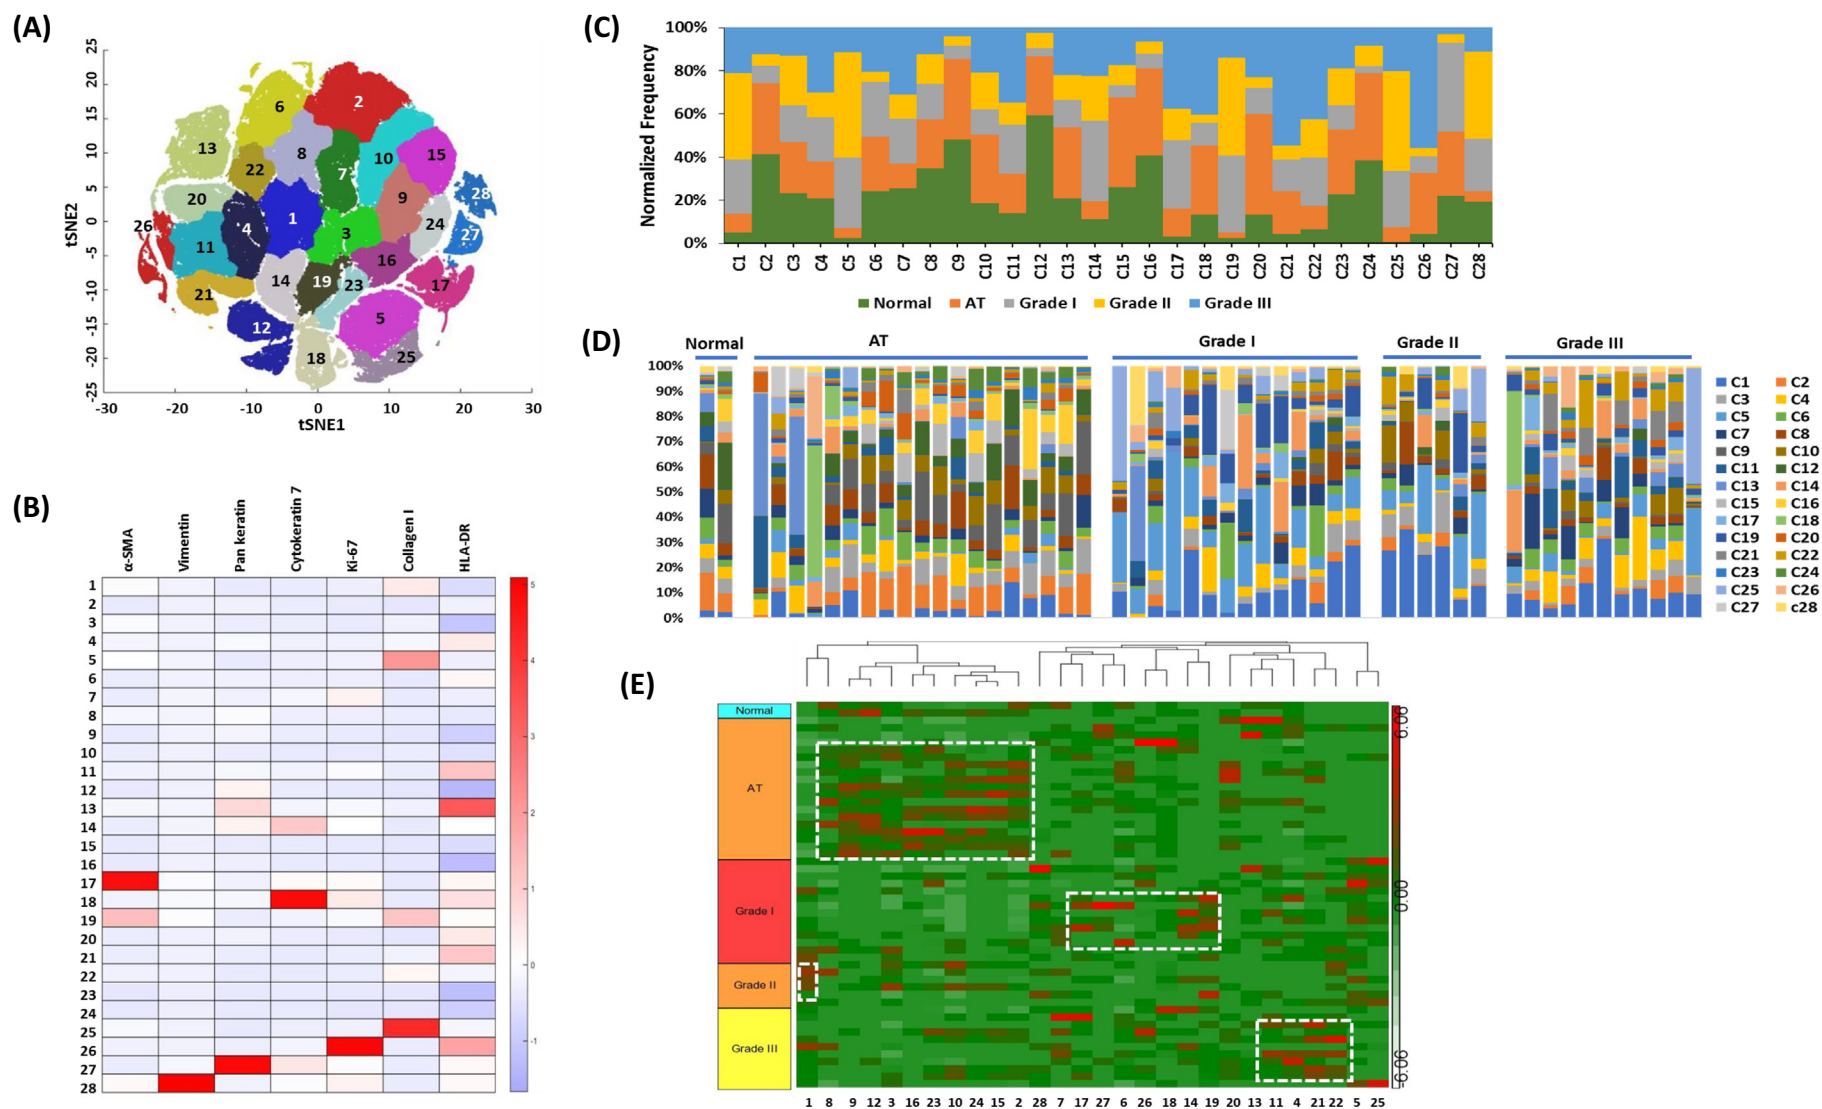 (A)
25
20
15
10
5
0
-5
-10
-15
-20
-25
tSNE2
-30
-20
-10
0
10
20
30
tSNE1
6
2
13
8
10
15
22
7
20
9
28
26
4
1
24
11
3
27
16
14
19
23
17
21
5
12
18
25
(B)
α-SMA
Vimentin
Pan keratin
Cytokeratin 7
Ki-67
Collagen I
HLA-DR
1
2
3
4
5
6
7
8
9
10
11
12
13
14
15
16
17
18
19
20
21
22
23
24
25
26
27
28
5
4
3
2
1
0
-1
(C)
Normalized Frequency
100%
80%
60%
40%
20%
0%
C1 C2 C3 C4 C5 C6 C7 C8 C9 C10 C11 C12 C13 C14 C15 C16 C17 C18 C19 C20 C21 C22 C23 C24 C25 C26 C27 C28
Normal AT Grade I Grade II Grade III
(D)
Normal AT Grade I Grade II Grade III
100%
90%
80%
70%
60%
50%
40%
30%
20%
10%
0%
C1 C2
C3 C4
C5 C6
C7 C8
C9 C10
C11 C12
C13 C14
C15 C16
C17 C18
C19 C20
C21 C22
C23 C24
C25 C26
C27 c28
(E)
Normal
AT
Grade I
Grade II
Grade III
6.06
0.00
-6.06
1 8 9 12 3 16 23 10 24 15 2 28 7 17 27 6 26 18 14 19 20 13 11 4 21 22 5 25